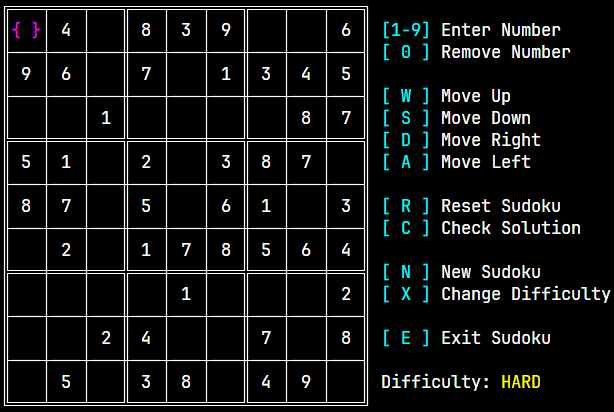 { } 4 8 3 9 6
9 6 7 1 3 4 5
1 8 7
5 1 2 3 8 7
8 7 5 6 1 3
2 1 7 8 5 6 4
1 2
2 4 7 8
5 3 8 4 9
[1-9] Enter Number
[ 0 ] Remove Number
[ W ] Move Up
[ S ] Move Down
[ D ] Move Right
[ A ] Move Left
[ R ] Reset Sudoku
[ C ] Check Solution
[ N ] New Sudoku
[ X ] Change Difficulty
[ E ] Exit Sudoku
Difficulty: HARD